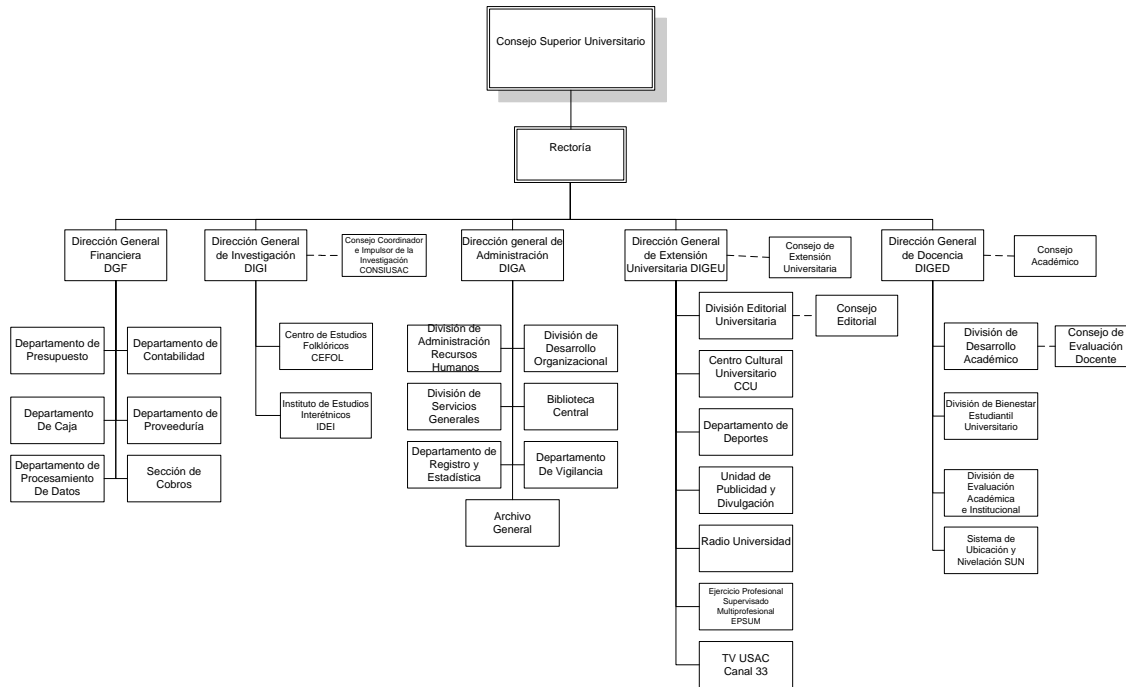 Consejo Superior Universitario
Rectoría
Dirección General
Financiera
DGF
Dirección General
de Investigación
DIGI
Consejo Coordinador
e Impulsor de la
Investigación
CONSIUSAC
Dirección general de
Administración
DIGA
Dirección General
de Extensión
Universitaria DIGEU
Consejo de
Extensión
Universitaria
Dirección General
de Docencia
DIGED
Consejo
Académico
Departamento de
Presupuesto
Departamento de
Contabilidad
Departamento
De Caja
Departamento de
Proveeduría
Departamento de
Procesamiento
De Datos
Sección de
Cobros
Centro de Estudios
Folklóricos
CEFOL
Instituto de Estudios
Interétnicos
IDEI
División de
Administración
Recursos
Humanos
División de
Desarrollo
Organizacional
División de
Servicios
Generales
Biblioteca
Central
Departamento de
Registro y
Estadística
Departamento
De Vigilancia
Archivo
General
División Editorial
Universitaria
Consejo
Editorial
Centro Cultural
Universitario
CCU
Departamento de
Deportes
Unidad de
Publicidad y
Divulgación
Radio Universidad
Ejercicio Profesional
Supervisado
Multiprofesional
EPSUM
TV USAC
Canal 33
División de
Desarrollo
Académico
Consejo de
Evaluación
Docente
División de Bienestar
Estudiantil
Universitario
División de
Evaluación
Académica
e Institucional
Sistema de
Ubicación y
Nivelación SUN